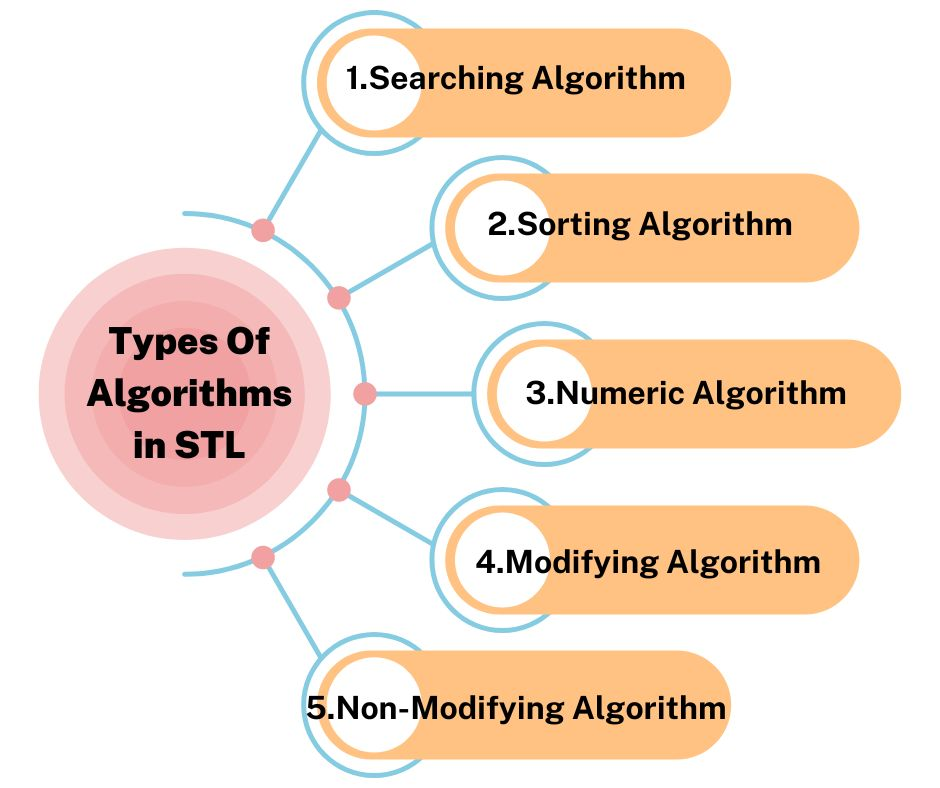 1.Searching Algorithm
2.Sorting Algorithm
Types Of
Algorithms
in STL
3.Numeric Algorithm
4.Modifying Algorithm
5.Non-Modifying Algorithm